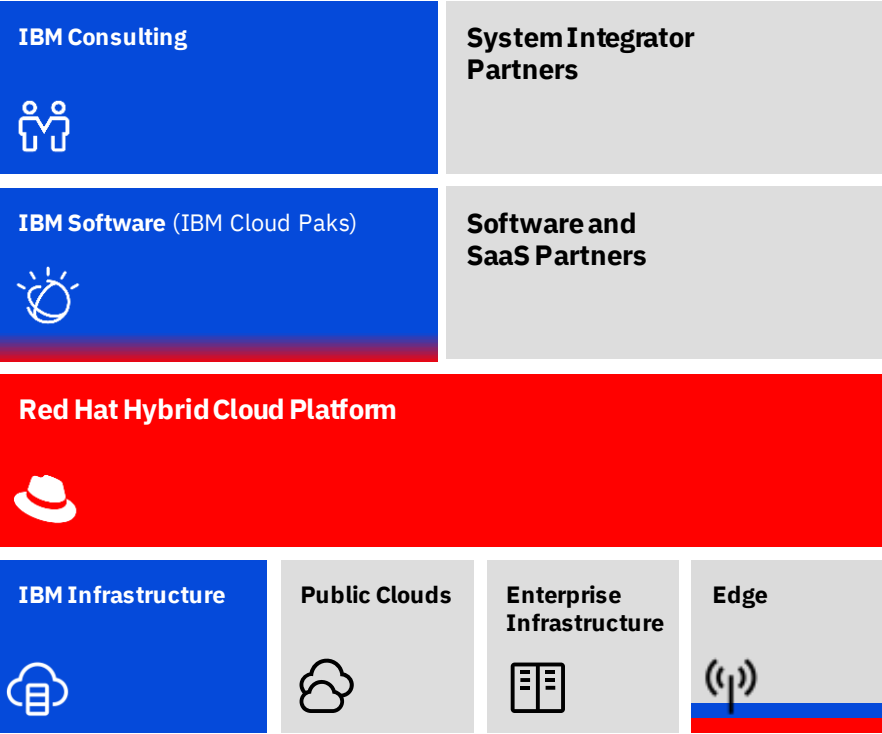 IBM Consulting
System Integrator
Partners
IBM Software (IBM Cloud Paks)
Software and
SaaS Partners
Red Hat Hybrid Cloud Platform
IBM Infrastructure
Public Clouds
Enterprise
Infrastructure
Edge